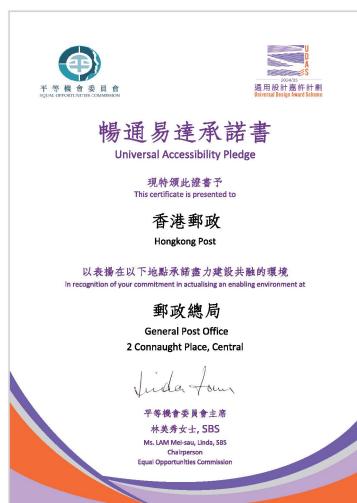 平等機會委員會
EQUAL OPPORTUNITIES COMMISSION
UDAS
2024/25
通用設計嘉許計劃
Universal Design Award Scheme
暢通易達承諾書
Universal Accessibility Pledge
現特頒此證書予
This certificate is presented to
香港郵政
Hongkong Post
以表揚在以下地點承諾盡力建設共融的環境
In recognition of your commitment in actualising an enabling environment at
郵政總局
General Post Office
2 Connaught Place, Central
平等機會委員會主席
林美秀女士, SBS
Ms. LAM Mei-sau, Linda, SBS
Chairperson
Equal Opportunities Commission